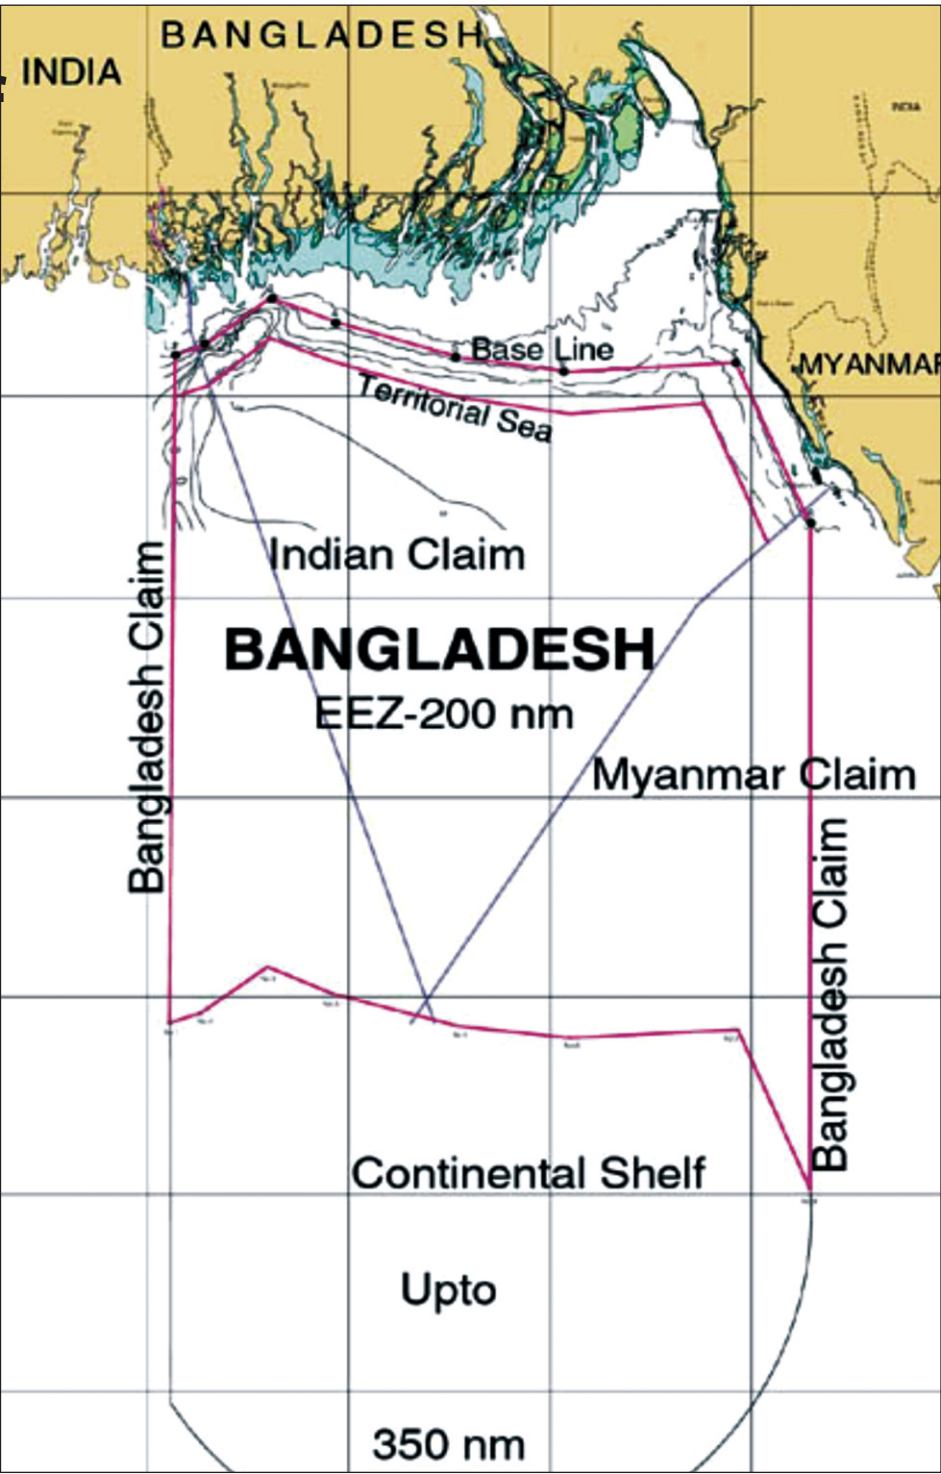 BANGLADESH
INDIA
INDIA
MYANMAR
Base Line
Territorial Sea
Indian Claim
Bangladesh Claim
BANGLADESH
EEZ-200 nm
Myanmar Claim
Bangladesh Claim
Continental Shelf
Upto
350 nm